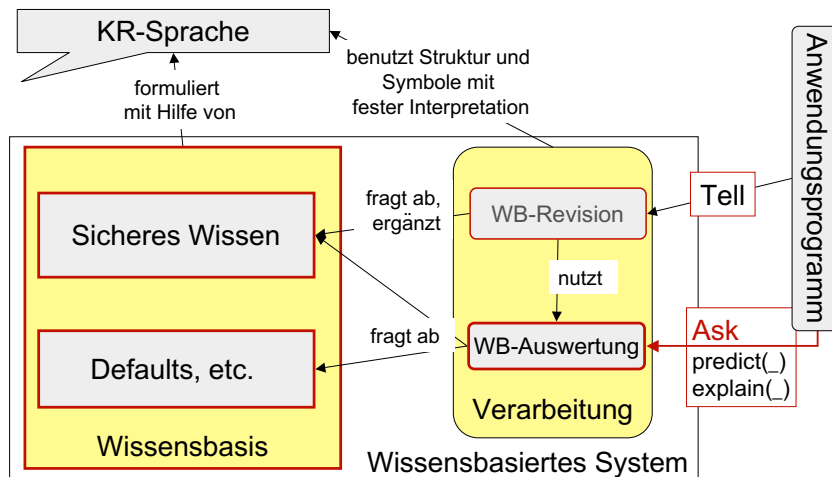 KR-Sprache
formuliert
mit Hilfe von
benutzt Struktur und
Symbole mit
fester Interpretation
Anwendungsprogramm
Sicheres Wissen
fragt ab,
ergänzt
WB-Revision
Tell
nutzt
Defaults, etc.
fragt ab
WB-Auswertung
Ask
predict(_)
explain(_)
Wissensbasis
Verarbeitung
Wissensbasiertes System